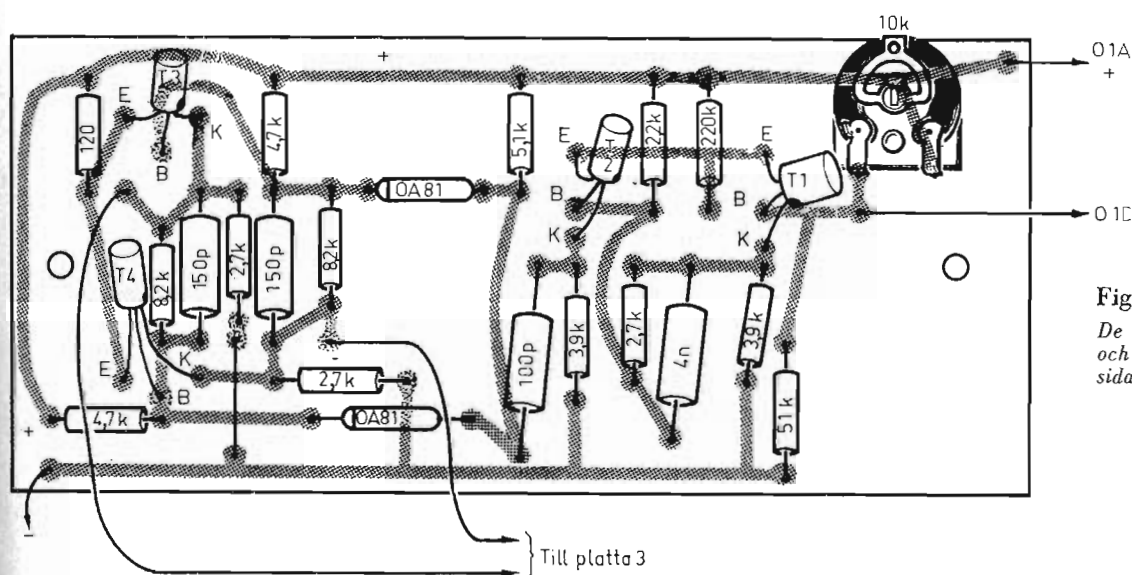 10k
+
O1A
+
T3
E
K
B
120
4,7k
5,1k
E
T2
B
K
22k
220k
E
T1
B
K
O1D
OA81
T4
8,2k
150p
2,7k
150p
82k
E
K
B
-
2,7k
100p
3,9k
2,7k
4n
3,9k
51k
Fig
De
och
sida
+
4,7k
OA81
-
Till platta 3